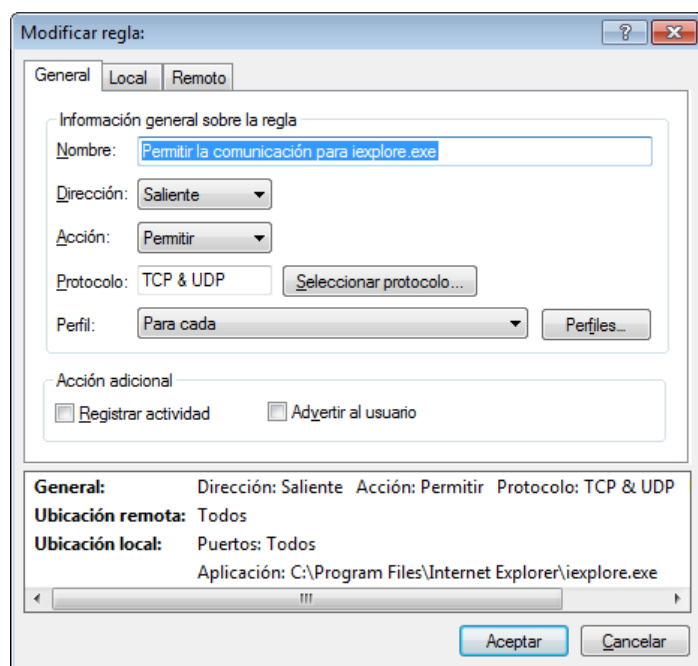 Modificar regla:
General Local Remoto
Información general sobre la regla
Nombre: Permitir la comunicación para iexplore.exe
Dirección: Saliente
Acción: Permitir
Protocolo: TCP & UDP Seleccionar protocolo...
Perfil: Para cada Perfiles...
Acción adicional
Registrar actividad Advertir al usuario
General: Dirección: Saliente Acción: Permitir Protocolo: TCP & UDP
Ubicación remota: Todos
Ubicación local: Puertos: Todos
Aplicación: C:\Program Files\Internet Explorer\iexplore.exe
Aceptar Cancelar